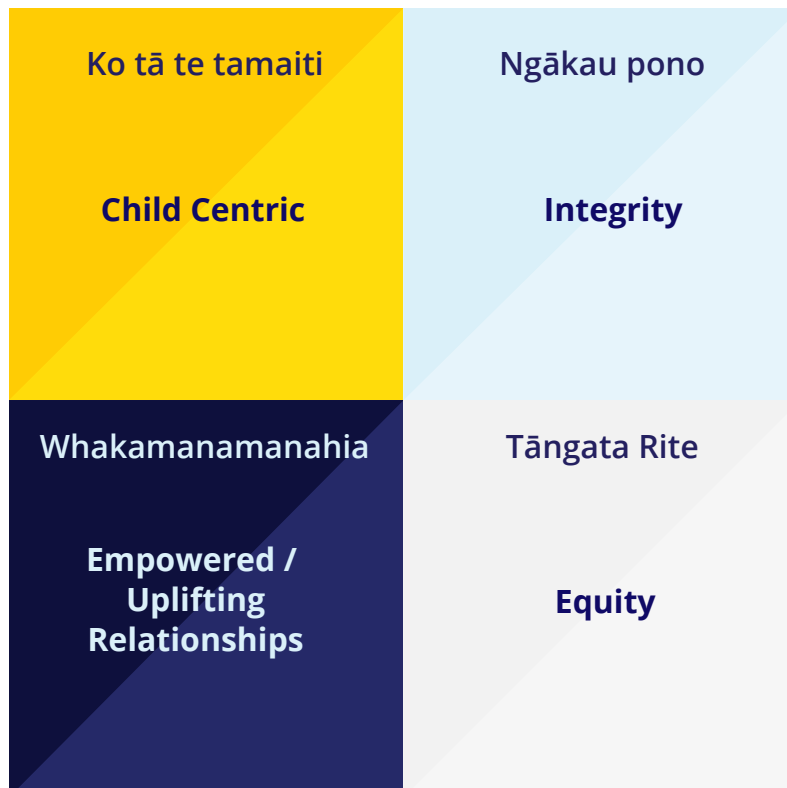 Ko tā te tamaiti
Child Centric
Ngākau pono
Integrity
Whakamanamanahia
Empowered /
Uplifting
Relationships
Tāngata Rite
Equity